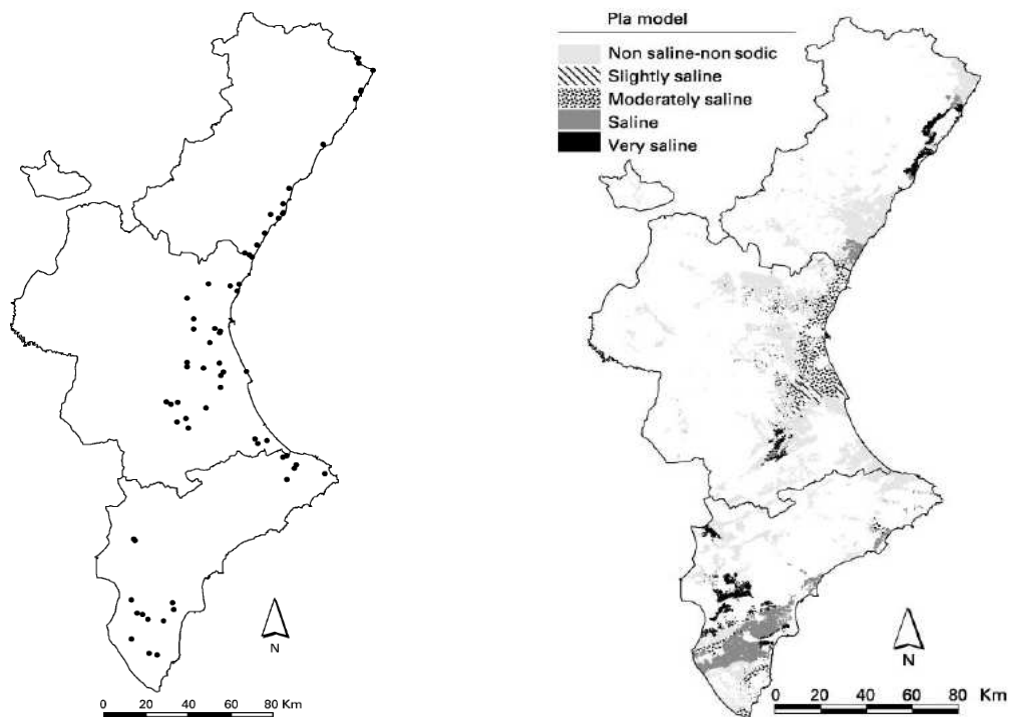 Pla model
Non saline-non sodic
Slightly saline
Moderately saline
Saline
Very saline
N
0 20 40 60 80 Km
N
Km
0 20 40 60 80